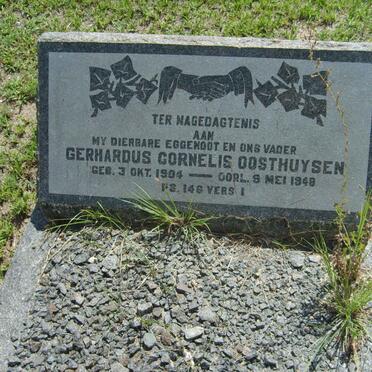 TER NAGEDAGTENIS
AAN
MY DIERBARE EGGENOOT EN ONS VADER
GERHARDUS CORNELIS OOSTHUYSEN
GEB. 3 OKT. 1904 — OORL. 9 MEI 1948
PS. 146 VERS 1